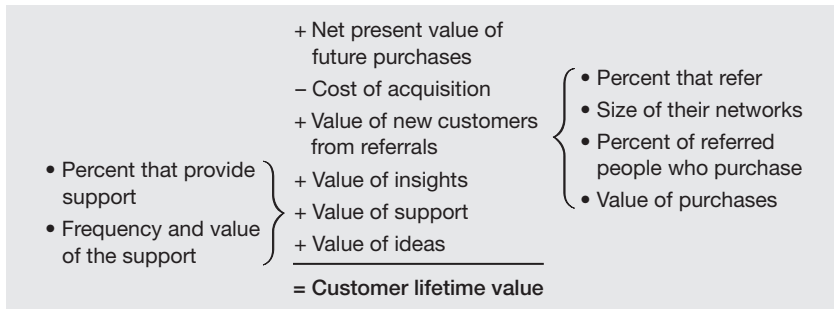 + Net present value of
future purchases
– Cost of acquisition
+ Value of new customers
from referrals
+ Value of insights
+ Value of support
+ Value of ideas
= Customer lifetime value
• Percent that provide
support
• Frequency and value
of the support
• Percent that refer
• Size of their networks
• Percent of referred
people who purchase
• Value of purchases